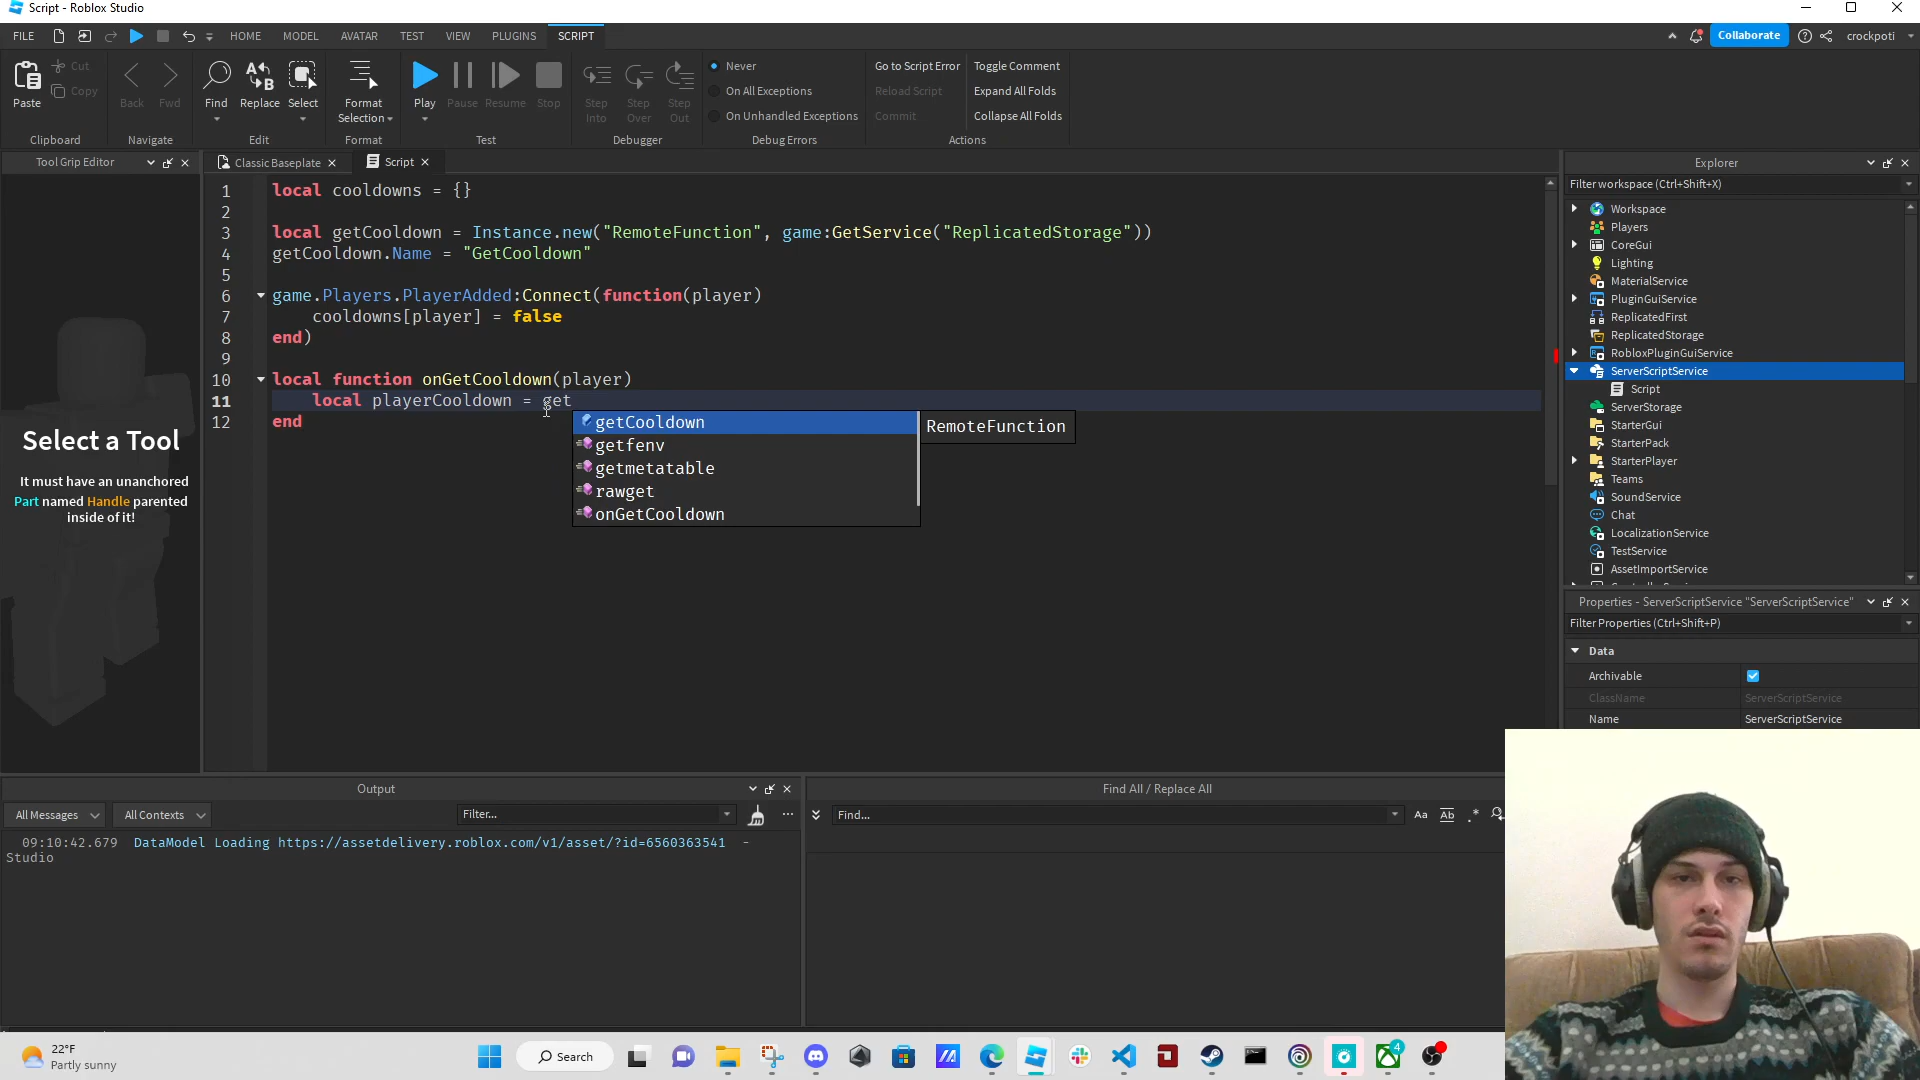 Script - Roblox Studio
FILE HOME MODEL AVATAR TEST VIEW PLUGINS SCRIPT Collaborate crockpoti
Paste
Cut
Copy
Clipboard
Back
Fwd
Navigate
Find
Replace
Select
Edit
Format
Selection
Format
Play
Pause
Resume
Stop
Test
Step
Into
Step
Over
Step
Out
Debugger
Never
On All Exceptions
On Unhandled Exceptions
Debug Errors
Go to Script Error
Reload Script
Commit
Toggle Comment
Expand All Folds
Collapse All Folds
Actions
Tool Grip Editor
Select a Tool
It must have an unanchored
Part named Handle parented
inside of it!
Classic Baseplate
Script
1 local cooldowns = {}
2
3 local getCooldown = Instance.new("RemoteFunction", game:GetService("ReplicatedStorage"))
4 getCooldown.Name = "GetCooldown"
5
6 game.Players.PlayerAdded:Connect(function(player)
7 cooldowns[player] = false
8 end)
9
10 local function onGetCooldown(player)
11 local playerCooldown = get
12 end
getCooldown
getfenv
getmetatable
rawget
onGetCooldown
RemoteFunction
Explorer
Filter workspace (Ctrl+Shift+X)
Workspace
Players
CoreGui
Lighting
MaterialService
PluginGuiService
ReplicatedFirst
ReplicatedStorage
RobloxPluginGuiService
ServerScriptService
Script
ServerStorage
StarterGui
StarterPack
StarterPlayer
Teams
SoundService
Chat
LocalizationService
TestService
AssetImportService
Properties - ServerScriptService "ServerScriptService"
Filter Properties (Ctrl+Shift+P)
Data
Archivable
ClassName ServerScriptService
Name ServerScriptService
Output
All Messages All Contexts Filter...
09:10:42.679 DataModel Loading https://assetdelivery.roblox.com/v1/asset/?id=6560363541 -
Studio
Find All / Replace All
Find... Aa Ab .*
22°F
Partly sunny
Search
4